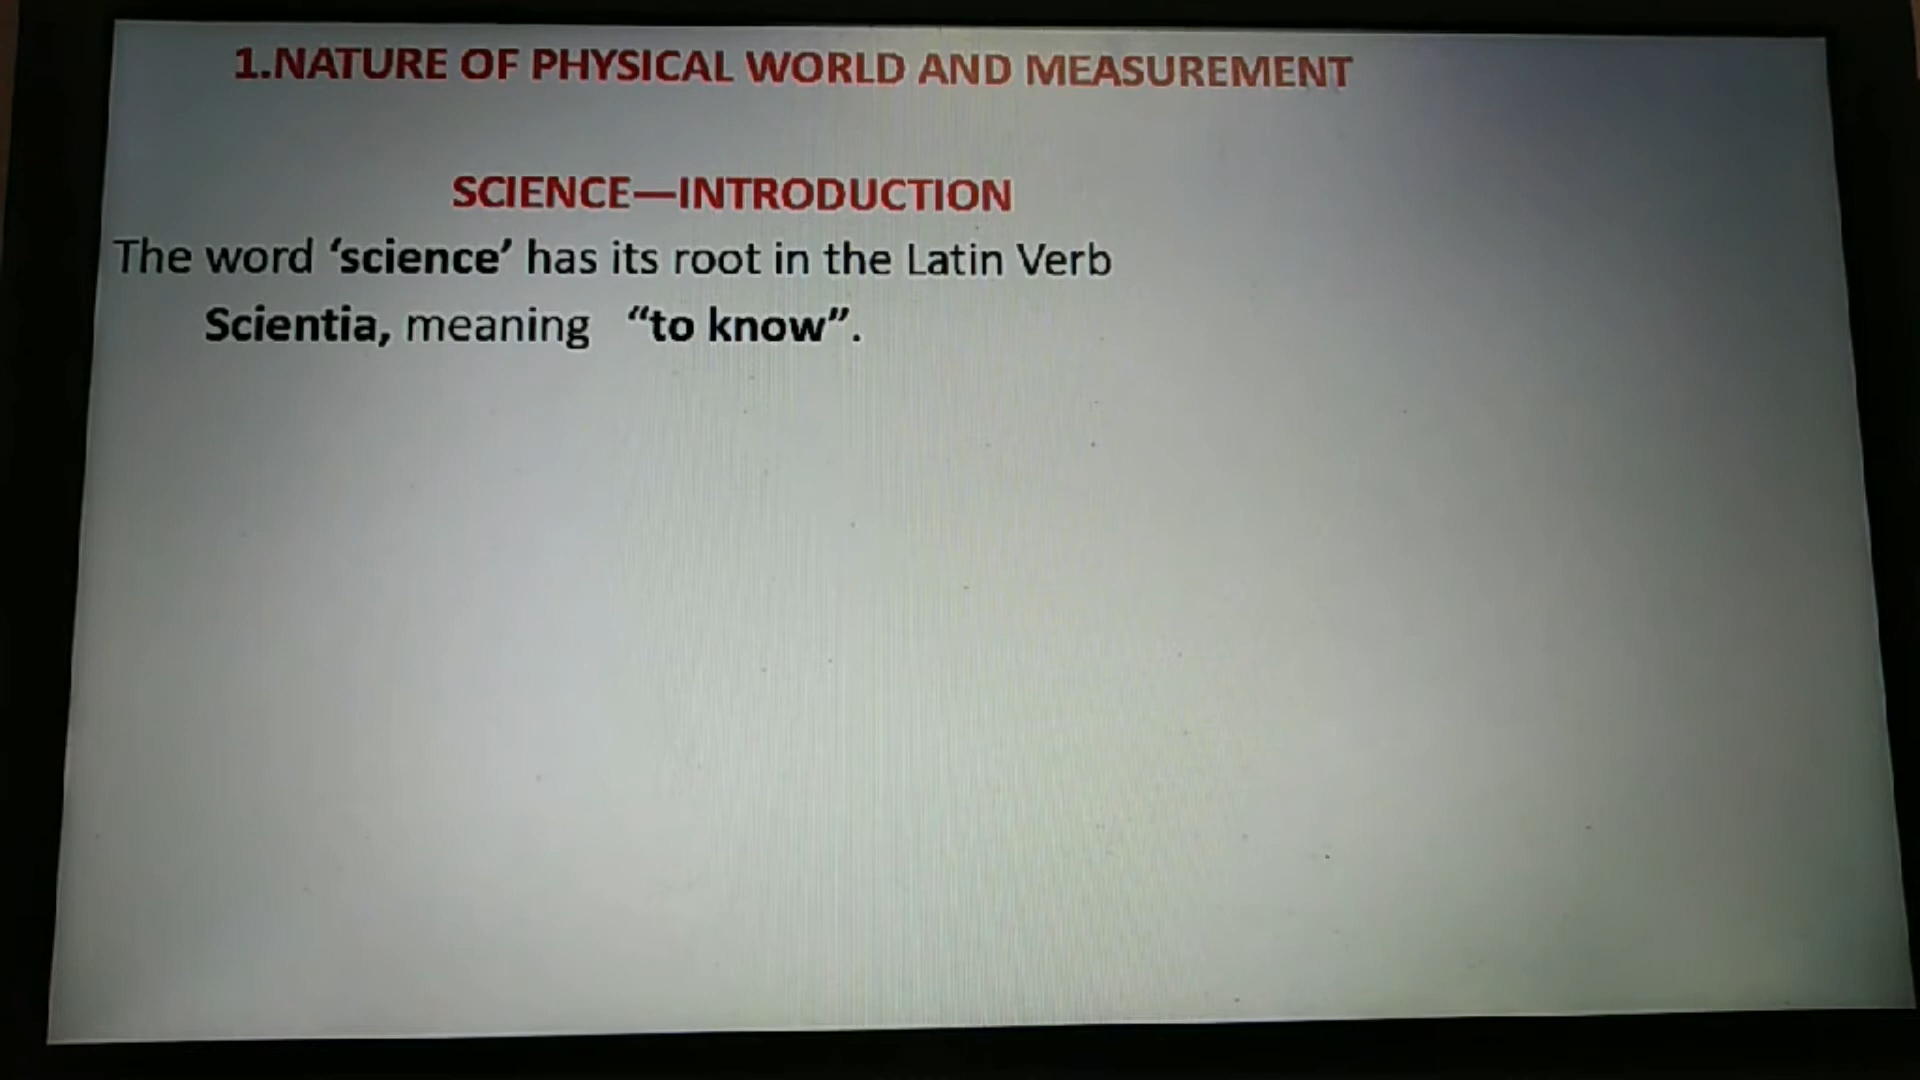 1.NATURE OF PHYSICAL WORLD AND MEASUREMENT
SCIENCE—INTRODUCTION
The word ‘science’ has its root in the Latin Verb
Scientia, meaning “to know”.